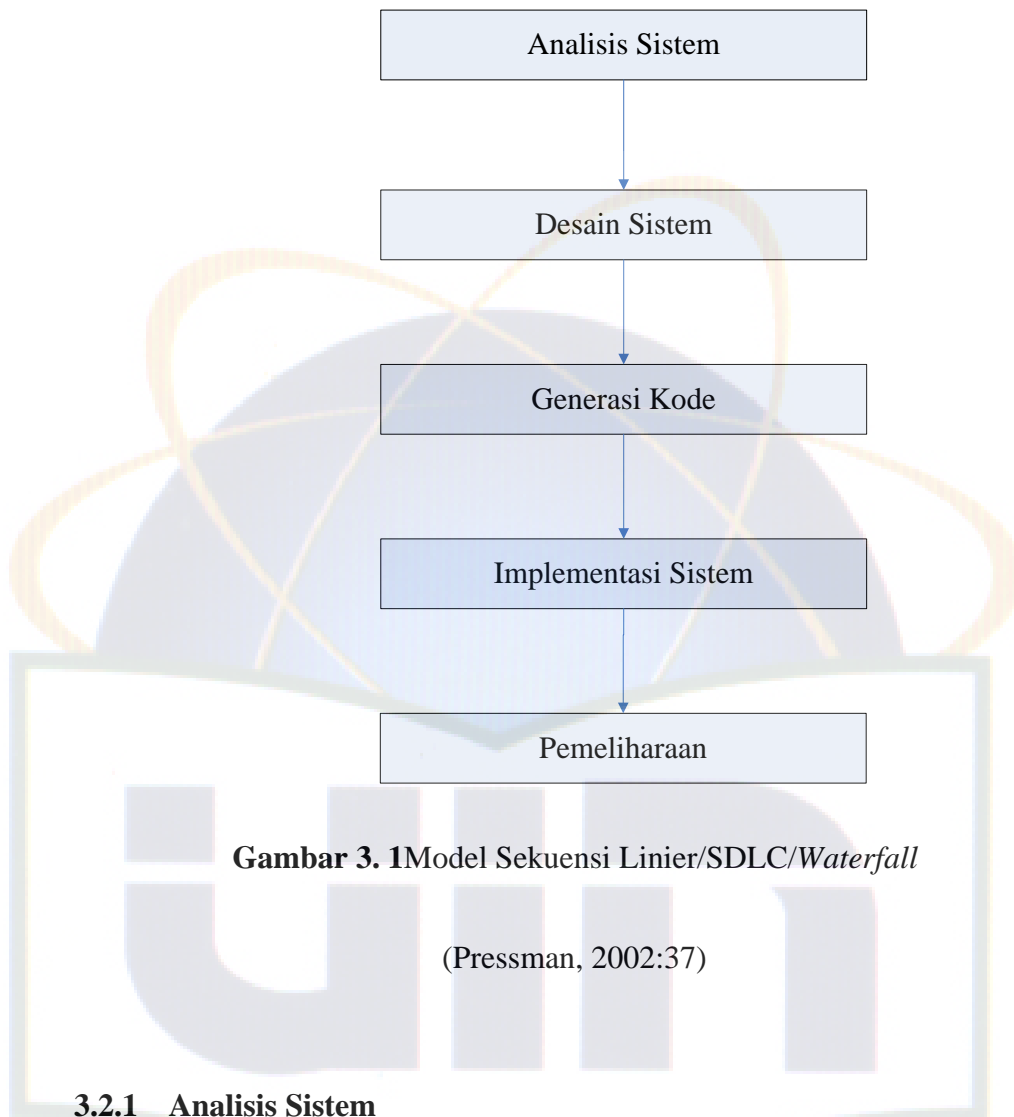 Analisis Sistem
Desain Sistem
Generasi Kode
Implementasi Sistem
Pemeliharaan
Gambar 3. 1Model Sekuensi Linier/SDLC/Waterfall
(Pressman, 2002:37)
3.2.1 Analisis Sistem
uin